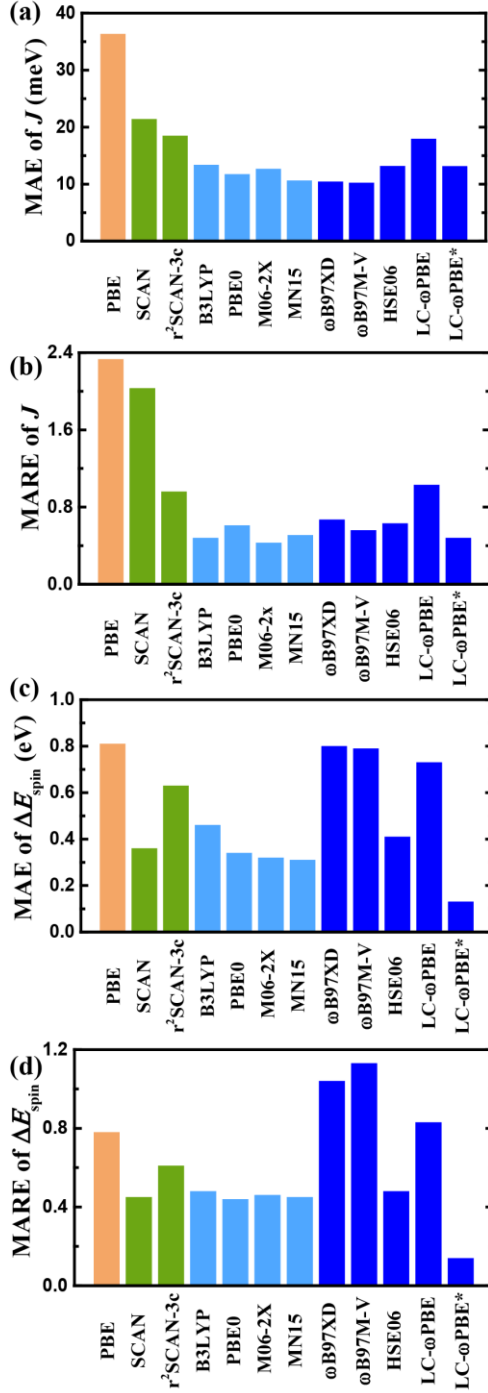 (a)
MAE of J (meV)
40
30
20
10
0
PBE
SCAN
r²SCAN-3c
B3LYP
PBE0
M06-2X
MN15
ωB97XD
ωB97M-V
HSE06
LC-ωPBE
LC-ωPBE*
(b)
MARE of J
2.4
1.6
0.8
0.0
PBE
SCAN
r²SCAN-3c
B3LYP
PBE0
M06-2x
MN15
ωB97XD
ωB97M-V
HSE06
LC-ωPBE
LC-ωPBE*
(c)
MAE of ΔE_spin (eV)
1.0
0.8
0.6
0.4
0.2
0.0
PBE
SCAN
r²SCAN-3c
B3LYP
PBE0
M06-2X
MN15
ωB97XD
ωB97M-V
HSE06
LC-ωPBE
LC-ωPBE*
(d)
MARE of ΔE_spin
1.2
0.8
0.4
0.0
PBE
SCAN
r²SCAN-3c
B3LYP
PBE0
M06-2X
MN15
ωB97XD
ωB97M-V
HSE06
LC-ωPBE
LC-ωPBE*